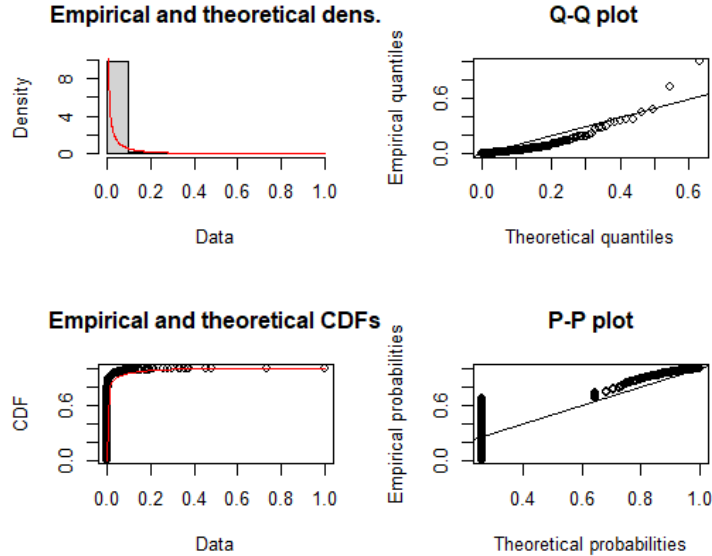 Empirical and theoretical dens.
Density
0 4 8
0.0 0.2 0.4 0.6 0.8 1.0
Data
Q-Q plot
Empirical quantiles
0.0 0.6
0.0 0.2 0.4 0.6
Theoretical quantiles
Empirical and theoretical CDFs
CDF
0.0 0.6
0.0 0.2 0.4 0.6 0.8 1.0
Data
P-P plot
Empirical probabilities
0.0 0.6
0.4 0.6 0.8 1.0
Theoretical probabilities